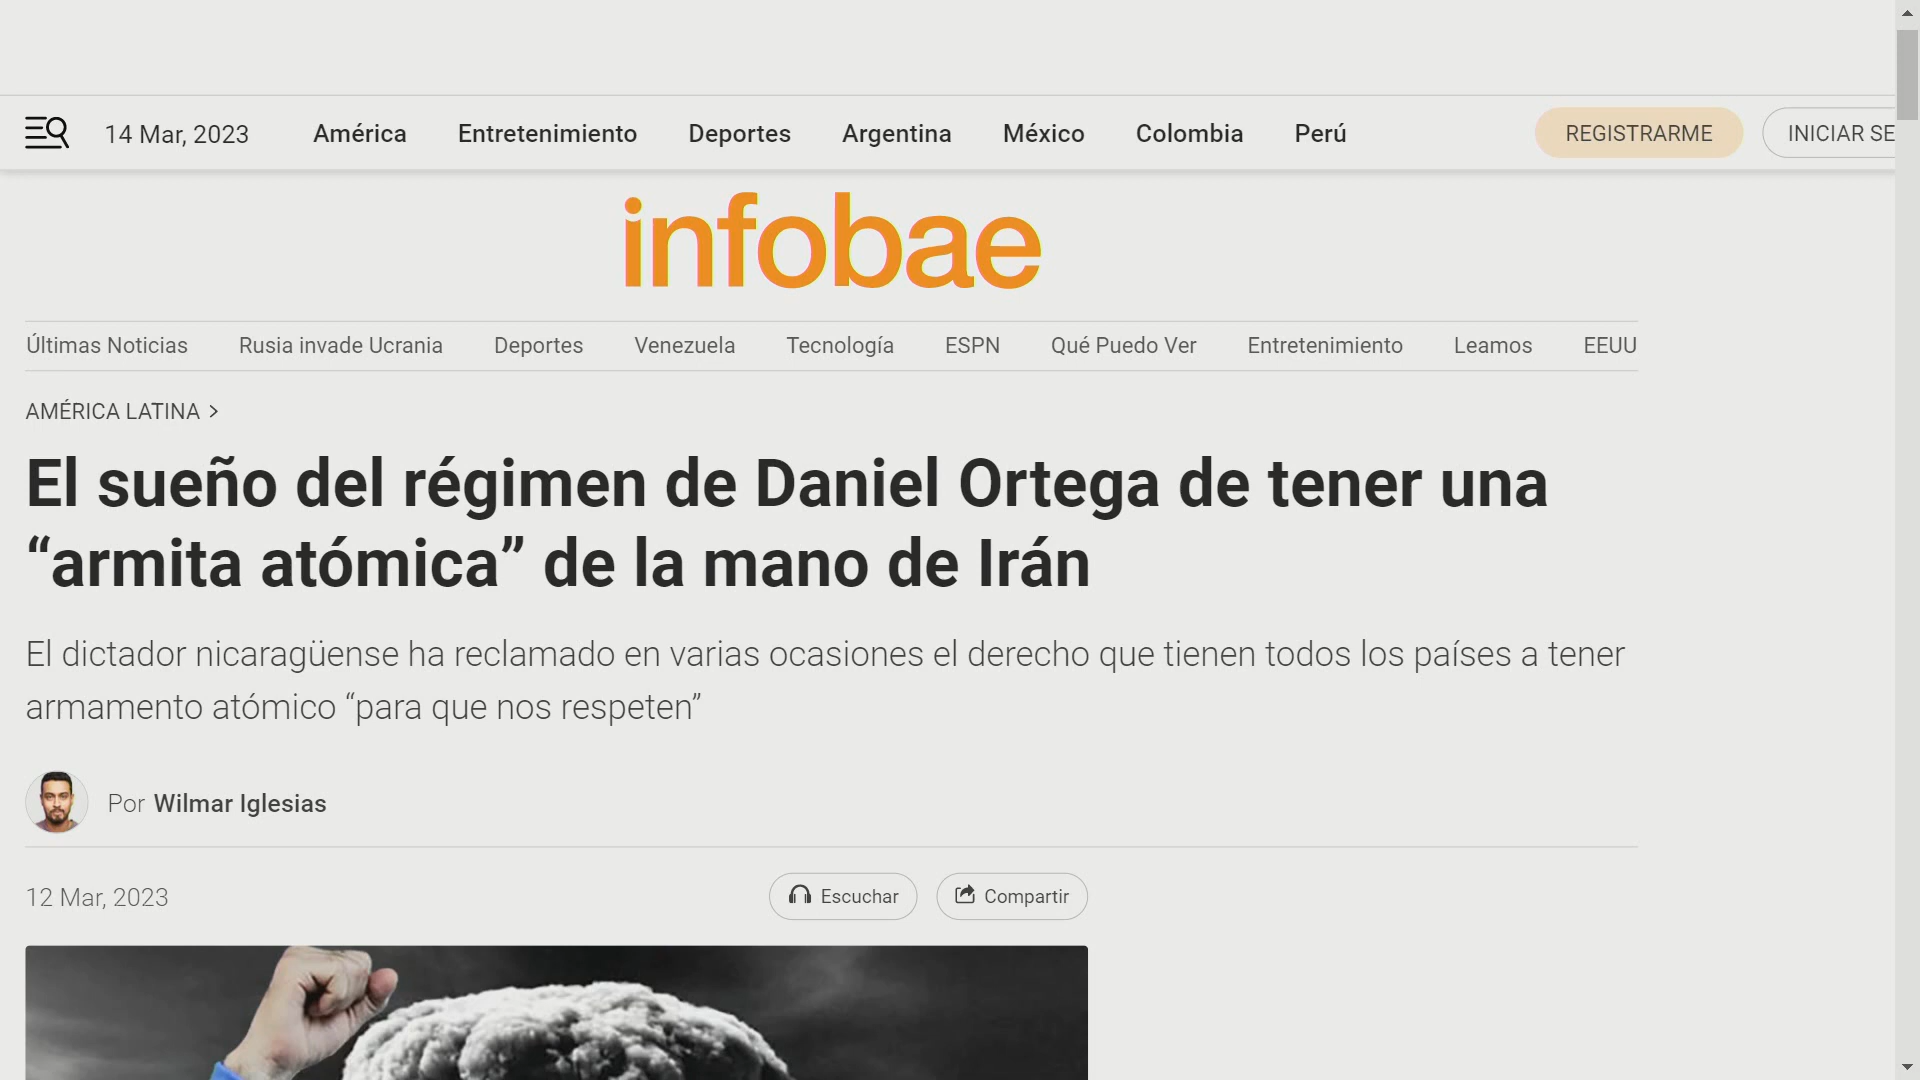 14 Mar, 2023
América
Entretenimiento
Deportes
Argentina
México
Colombia
Perú
REGISTRARME
INICIAR SE
infobae
Últimas Noticias
Rusia invade Ucrania
Deportes
Venezuela
Tecnología
ESPN
Qué Puedo Ver
Entretenimiento
Leamos
EEUU
AMÉRICA LATINA >
El sueño del régimen de Daniel Ortega de tener una
“armita atómica” de la mano de Irán
El dictador nicaragüense ha reclamado en varias ocasiones el derecho que tienen todos los países a tener
armamento atómico “para que nos respeten”
Por Wilmar Iglesias
12 Mar, 2023
Escuchar
Compartir